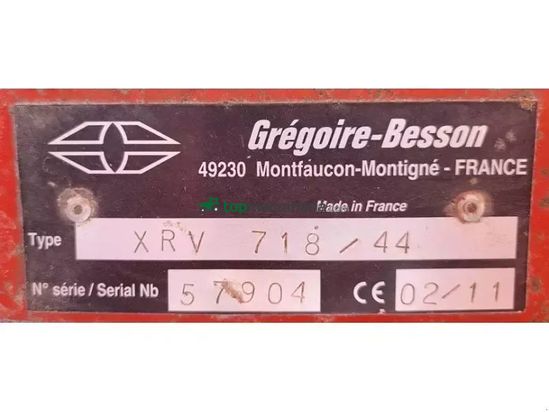 Grégoire-Besson
49230 Montfaucon-Montigné - FRANCE
Made in France
Type XRV 718/44
N° série / Serial Nb 57904 CE 02/11